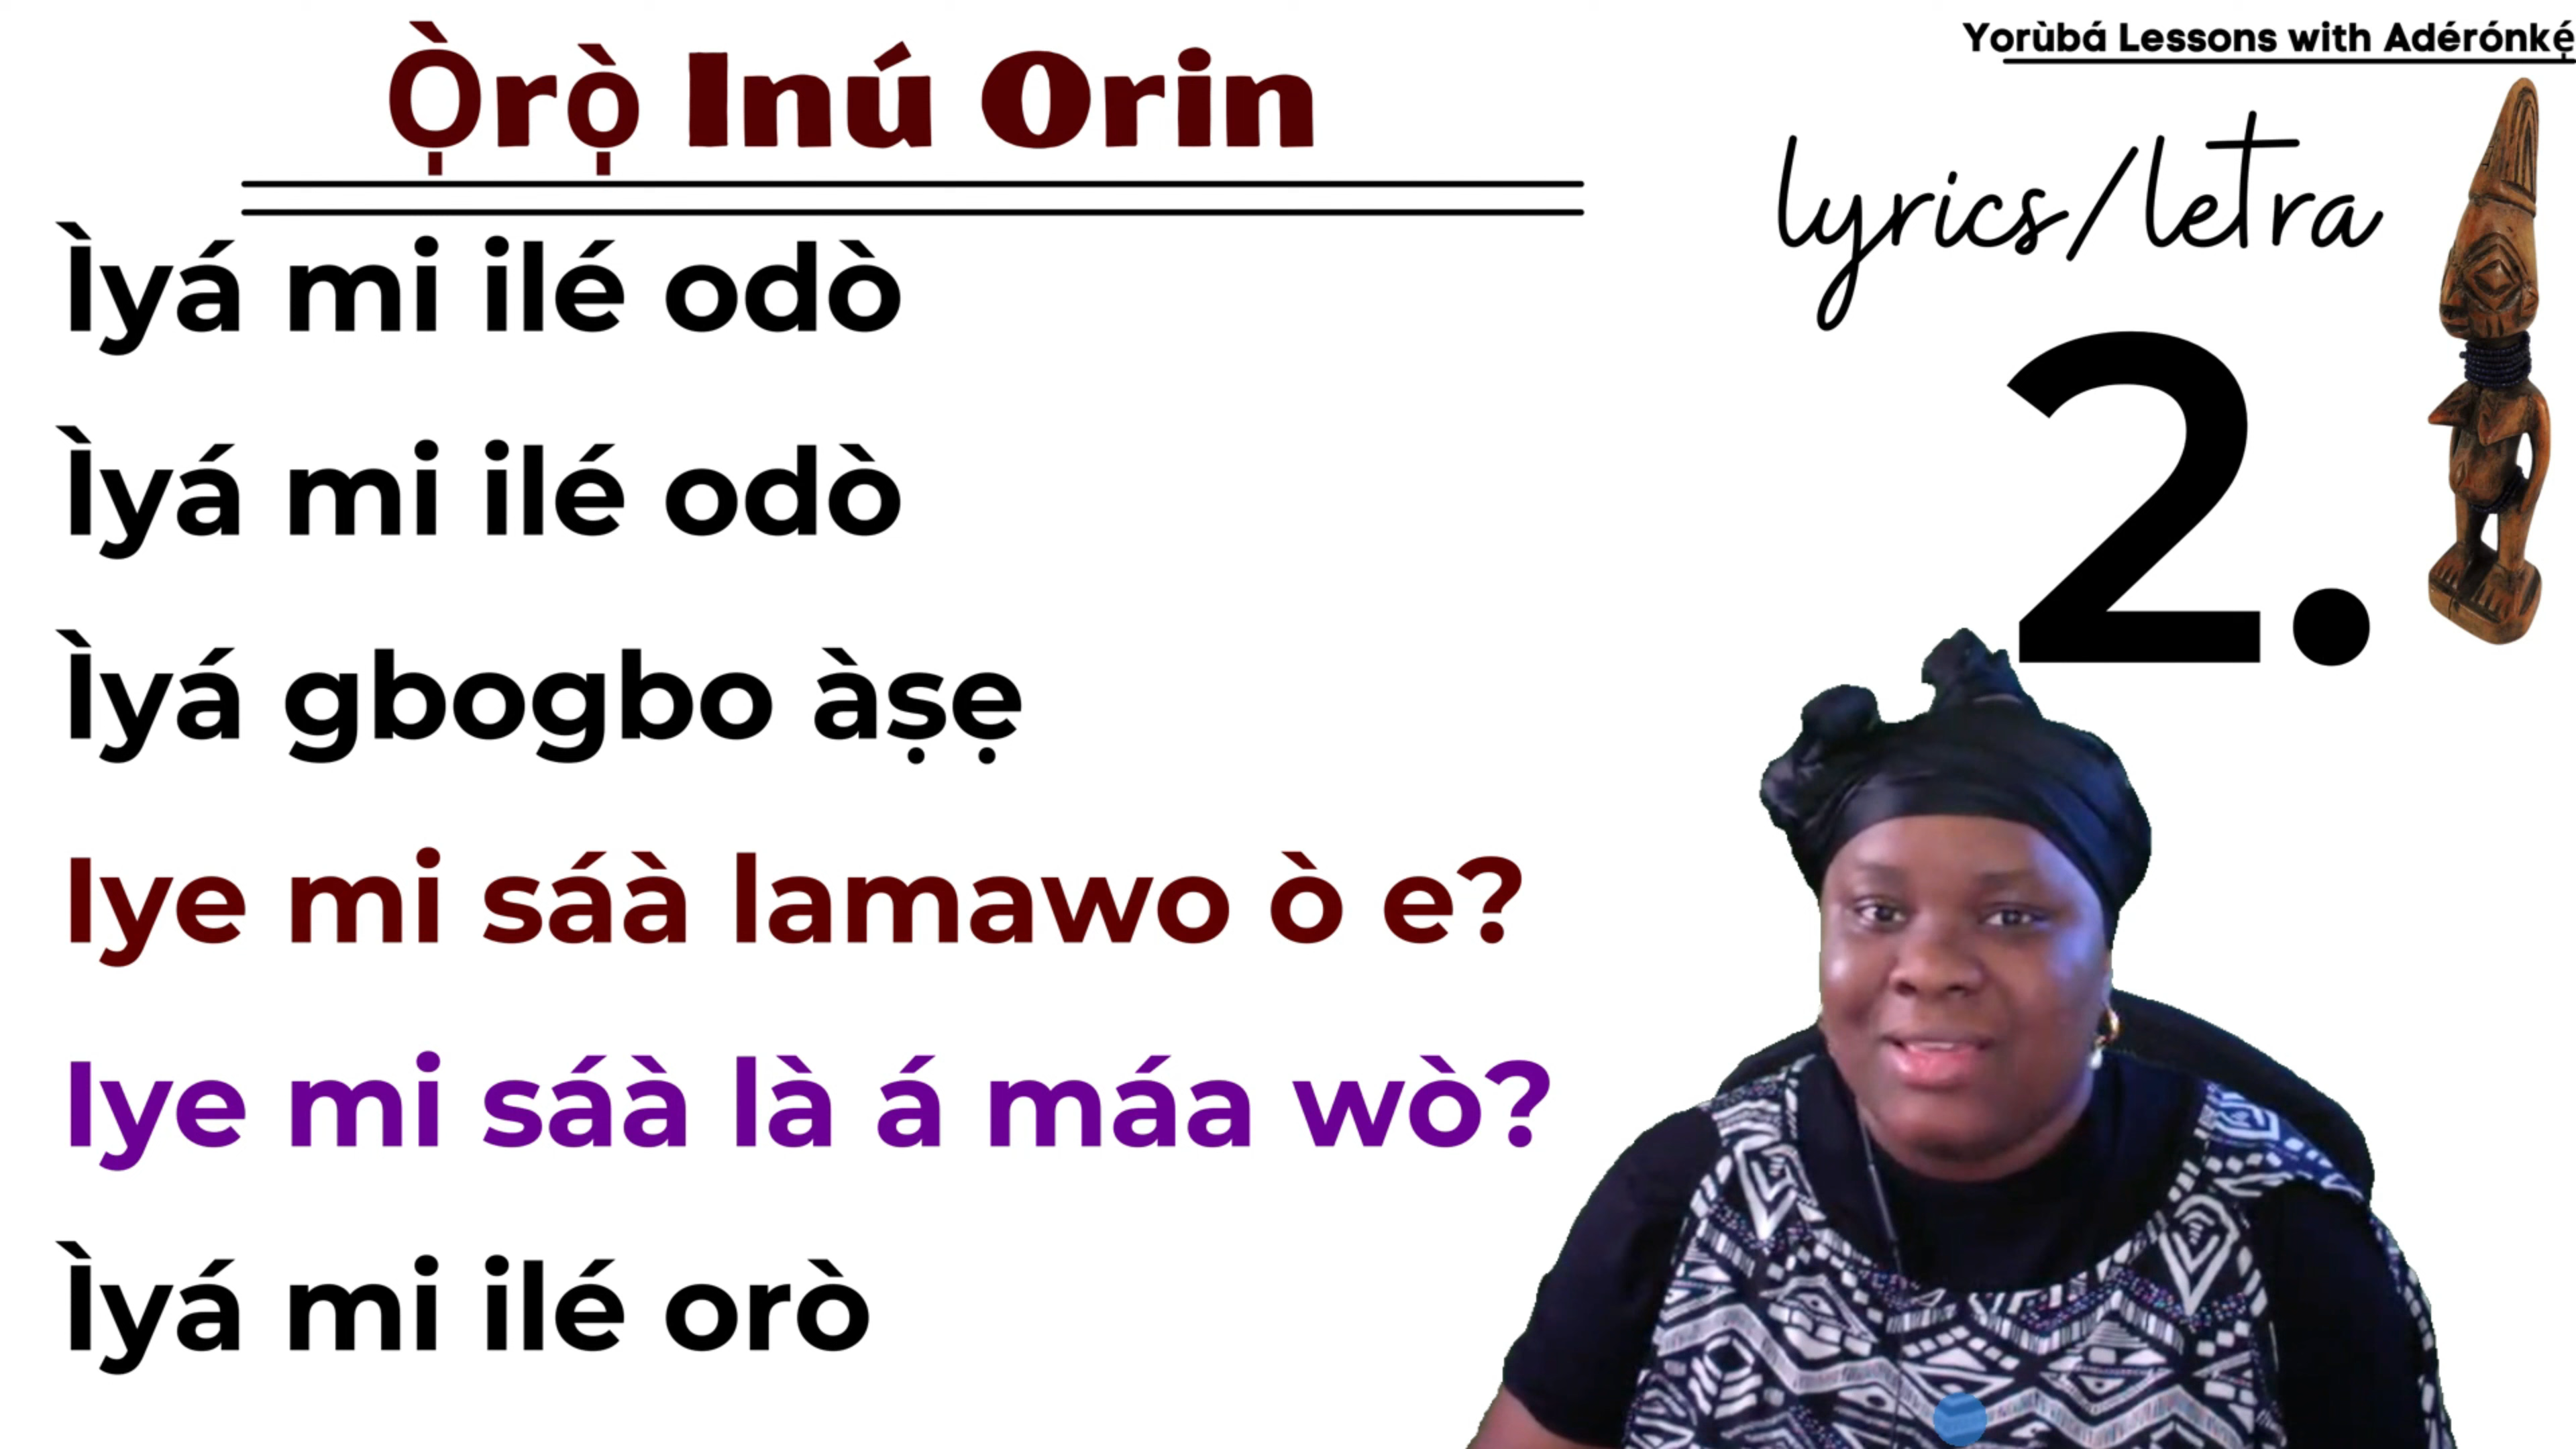 Yorùbá Lessons with Adérónkẹ́
Ọ̀rọ̀ Inú Orin
lyrics/letra
2.
Ìyá mi ilé odò
Ìyá mi ilé odò
Ìyá gbogbo àṣẹ
Iye mi sáà lamawo ò e?
Iye mi sáà là á máa wò?
Ìyá mi ilé orò